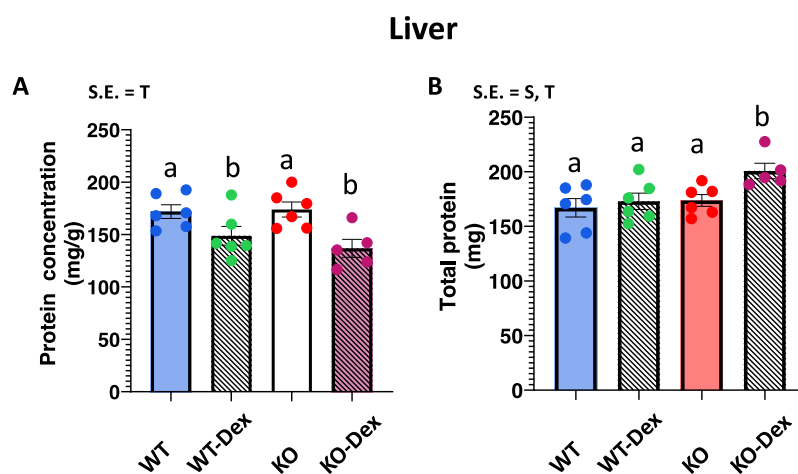 Liver
A
S.E. = T
Protein concentration
(mg/g)
250
200
150
100
50
0
a
b
a
b
WT
WT-Dex
KO
KO-Dex
B
S.E. = S, T
Total protein
(mg)
250
200
150
100
50
0
a
a
a
b
WT
WT-Dex
KO
KO-Dex